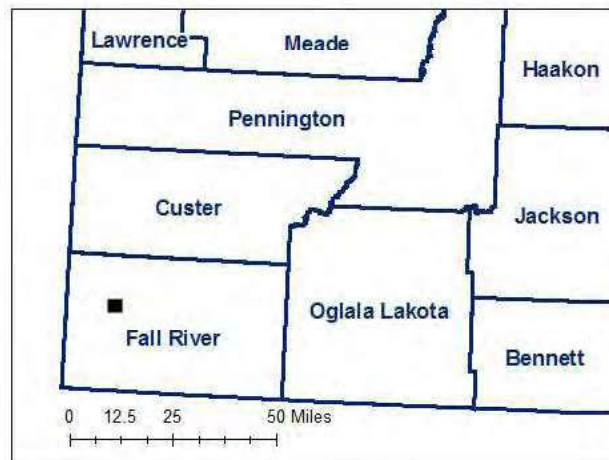 Lawrence
Meade
Haakon
Pennington
Custer
Jackson
Oglala Lakota
Fall River
Bennett
0 12.5 25 50 Miles